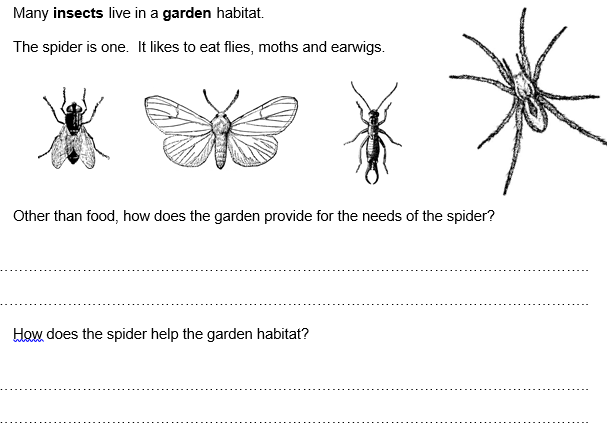 Many insects live in a garden habitat.
The spider is one.  It likes to eat flies, moths and earwigs.
Other than food, how does the garden provide for the needs of the spider?
How does the spider help the garden habitat?